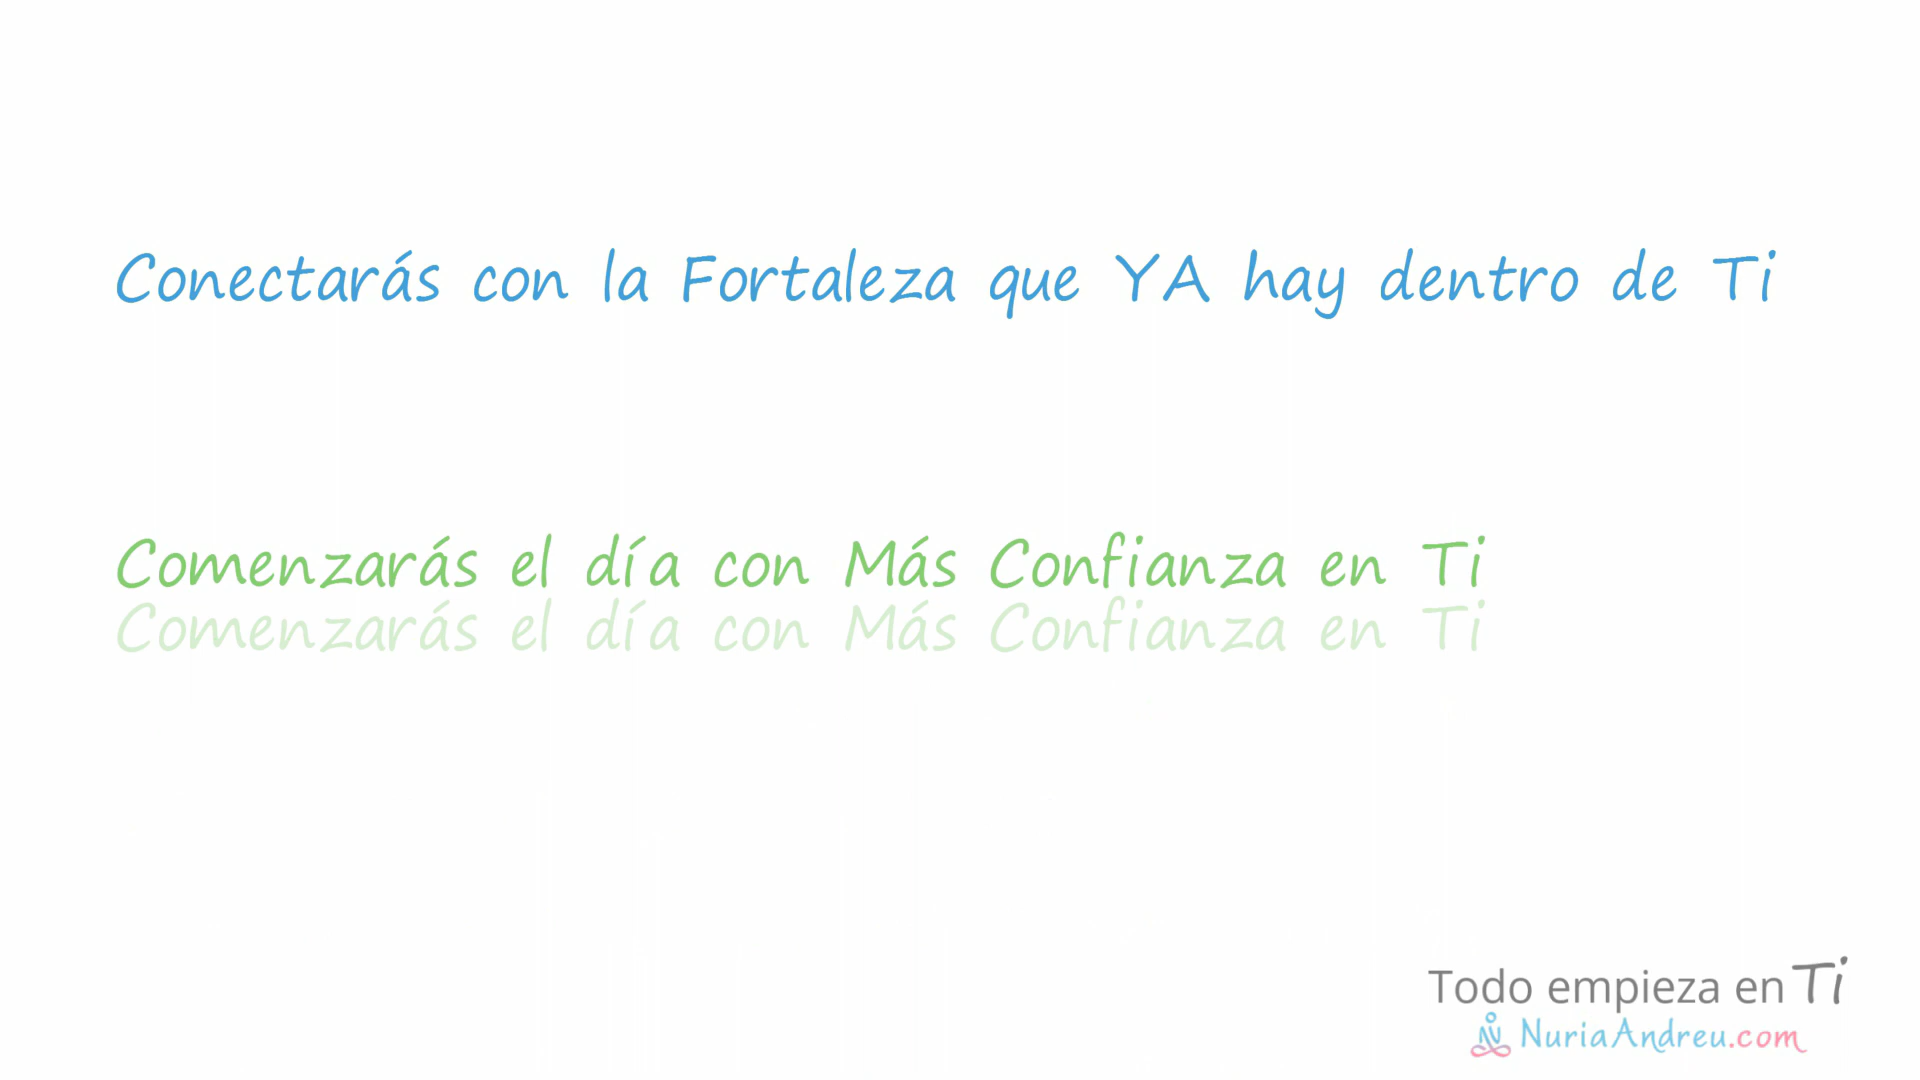 Conectarás con la Fortaleza que YA hay dentro de Ti
Comenzarás el día con Más Confianza en Ti
Comenzarás el día con Más Confianza en Ti
Todo empieza en Ti
NuriaAndreu.com